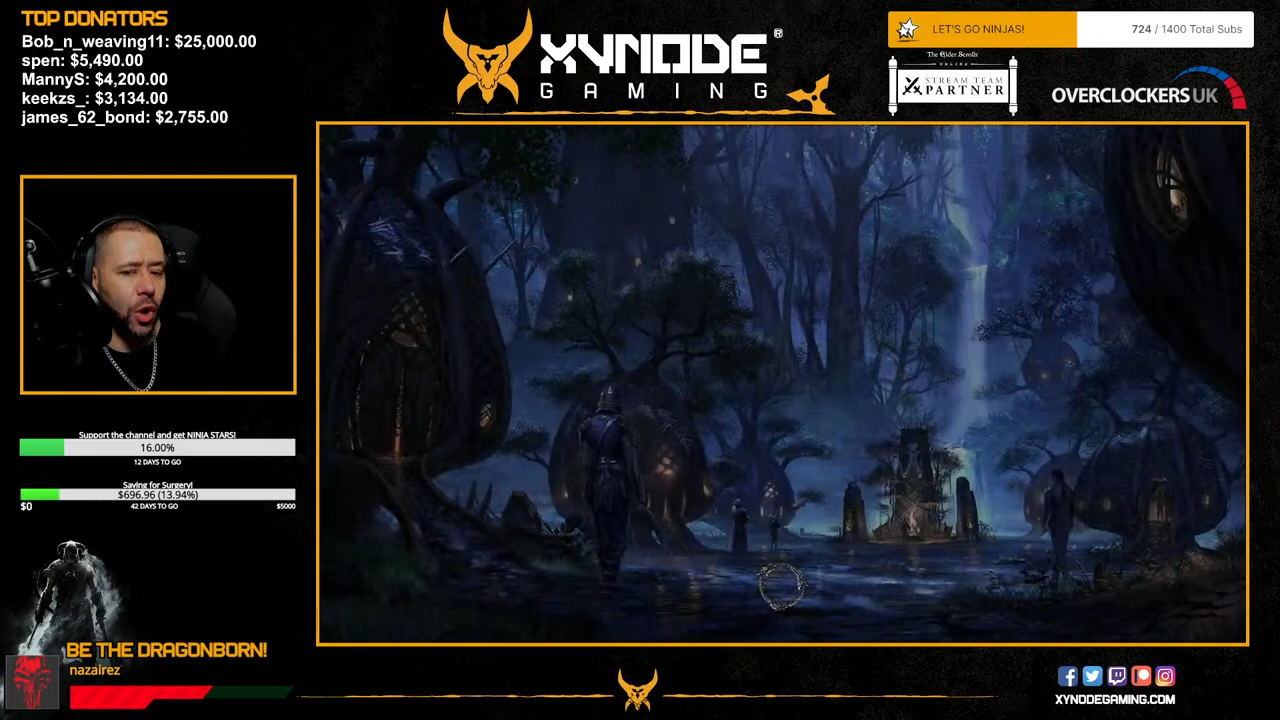 TOP DONATORS
Bob_n_weaving11: $25,000.00
spen: $5,490.00
MannyS: $4,200.00
keekzs_: $3,134.00
james_62_bond: $2,755.00
XYNODE®
GAMING
LET'S GO NINJAS!
724 / 1400 Total Subs
The Elder Scrolls
ONLINE
STREAM TEAM
PARTNER
OVERCLOCKERS UK
Support the channel and get NINJA STARS!
16.00%
12 DAYS TO GO
Saving for Surgery!
$696.96 (13.94%)
$0
42 DAYS TO GO
$5000
BE THE DRAGONBORN!
nazairez
XYNODEGAMING.COM